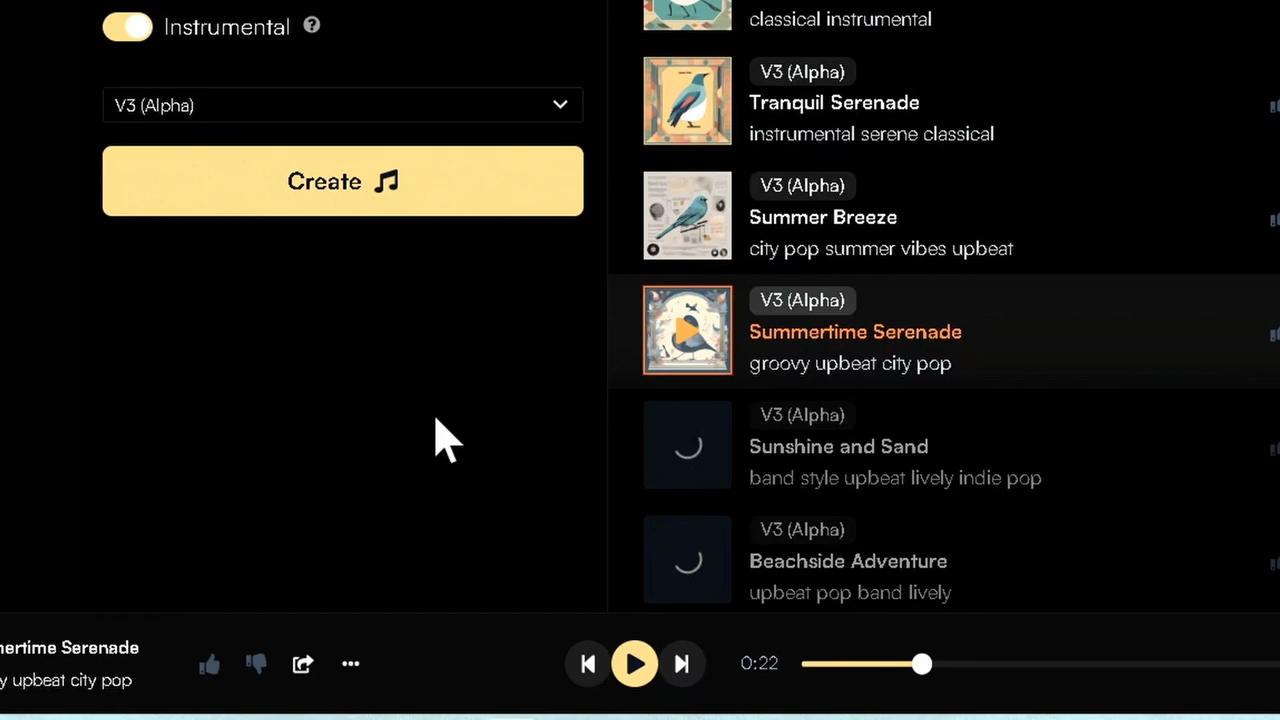 Instrumental
V3 (Alpha)
Create
classical instrumental
V3 (Alpha)
Tranquil Serenade
instrumental serene classical
V3 (Alpha)
Summer Breeze
city pop summer vibes upbeat
V3 (Alpha)
Summertime Serenade
groovy upbeat city pop
V3 (Alpha)
Sunshine and Sand
band style upbeat lively indie pop
V3 (Alpha)
Beachside Adventure
upbeat pop band lively
mertime Serenade
y upbeat city pop
0:22